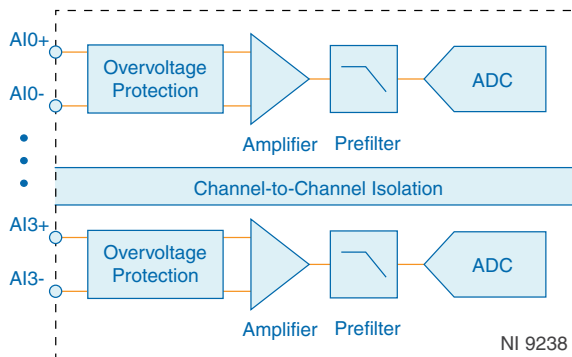 AI0+
AI0-
Overvoltage
Protection
Amplifier
Prefilter
ADC
Channel-to-Channel Isolation
AI3+
AI3-
Overvoltage
Protection
Amplifier
Prefilter
ADC
NI 9238